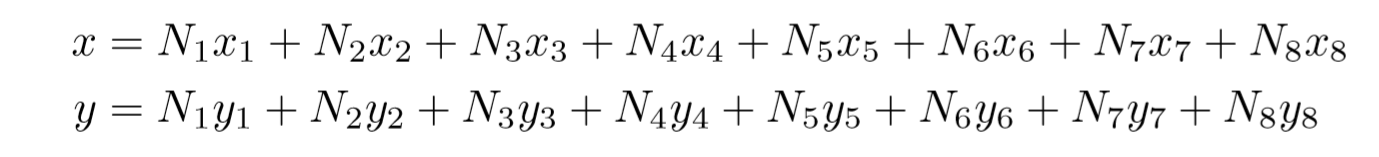 x = N₁x₁ + N₂x₂ + N₃x₃ + N₄x₄ + N₅x₅ + N₆x₆ + N₇x₇ + N₈x₈
y = N₁y₁ + N₂y₂ + N₃y₃ + N₄y₄ + N₅y₅ + N₆y₆ + N₇y₇ + N₈y₈